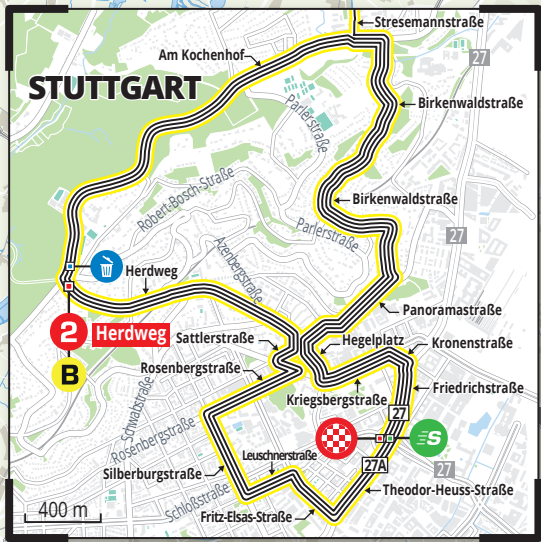 Stresemannstraße
Am Kochenhof
27
STUTTGART
Parlerstraße
Birkenwaldstraße
Robert-Bosch-Straße
Birkenwaldstraße
Parlerstraße
27
Azenbergstraße
Herdweg
Panoramastraße
2 Herdweg
Sattlerstraße
Hegelplatz
Kronenstraße
B
Rosenbergstraße
Friedrichstraße
Kriegsbergstraße
Schwabstraße
27
Rosenbergstraße
S
Leuschnerstraße
27A
27
Silberburgstraße
Theodor-Heuss-Straße
Schloßstraße
Fritz-Elsas-Straße
400 m